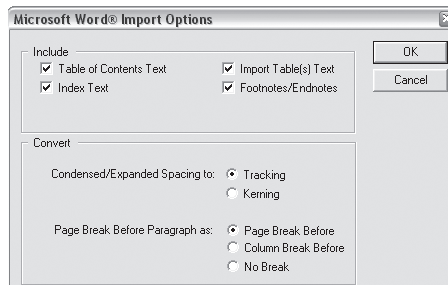 Microsoft Word® Import Options
Include
OK
Table of Contents Text
Import Table(s) Text
Cancel
Index Text
Footnotes/Endnotes
Convert
Condensed/Expanded Spacing to:
Tracking
Kerning
Page Break Before Paragraph as:
Page Break Before
Column Break Before
No Break